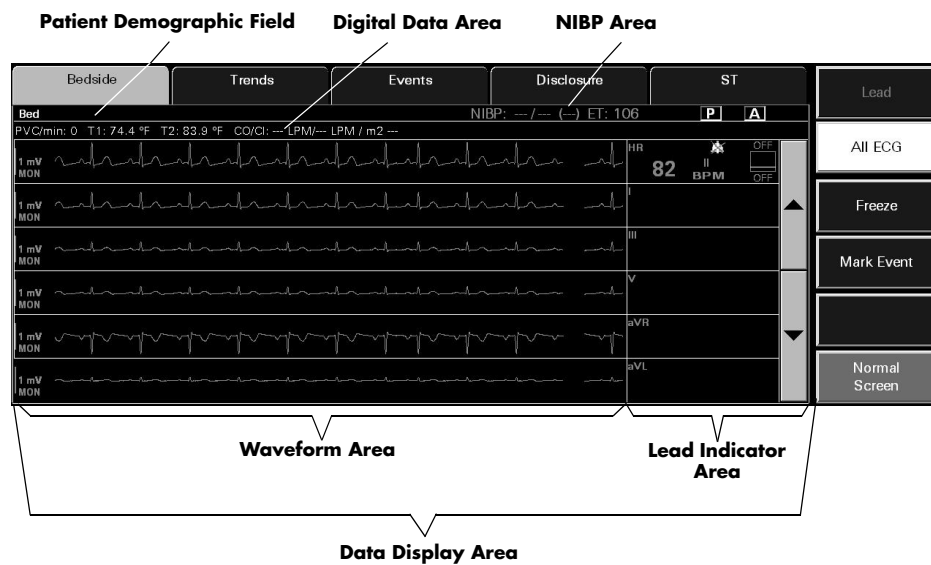 Patient Demographic Field Digital Data Area NIBP Area
Bedside Trends Events Disclosure ST
Lead
Bed NIBP: --- / --- (---) ET: 106 P A
PVC/min: 0 T1: 74.4 °F T2: 83.9 °F CO/CI: --- LPM/--- LPM / m2 ---
All ECG
1 mV
MON
HR 82 II
BPM
OFF
OFF
Freeze
1 mV
MON
I
1 mV
MON
III
Mark Event
1 mV
MON
V
1 mV
MON
aVR
1 mV
MON
aVL
Normal
Screen
Waveform Area
Lead Indicator
Area
Data Display Area